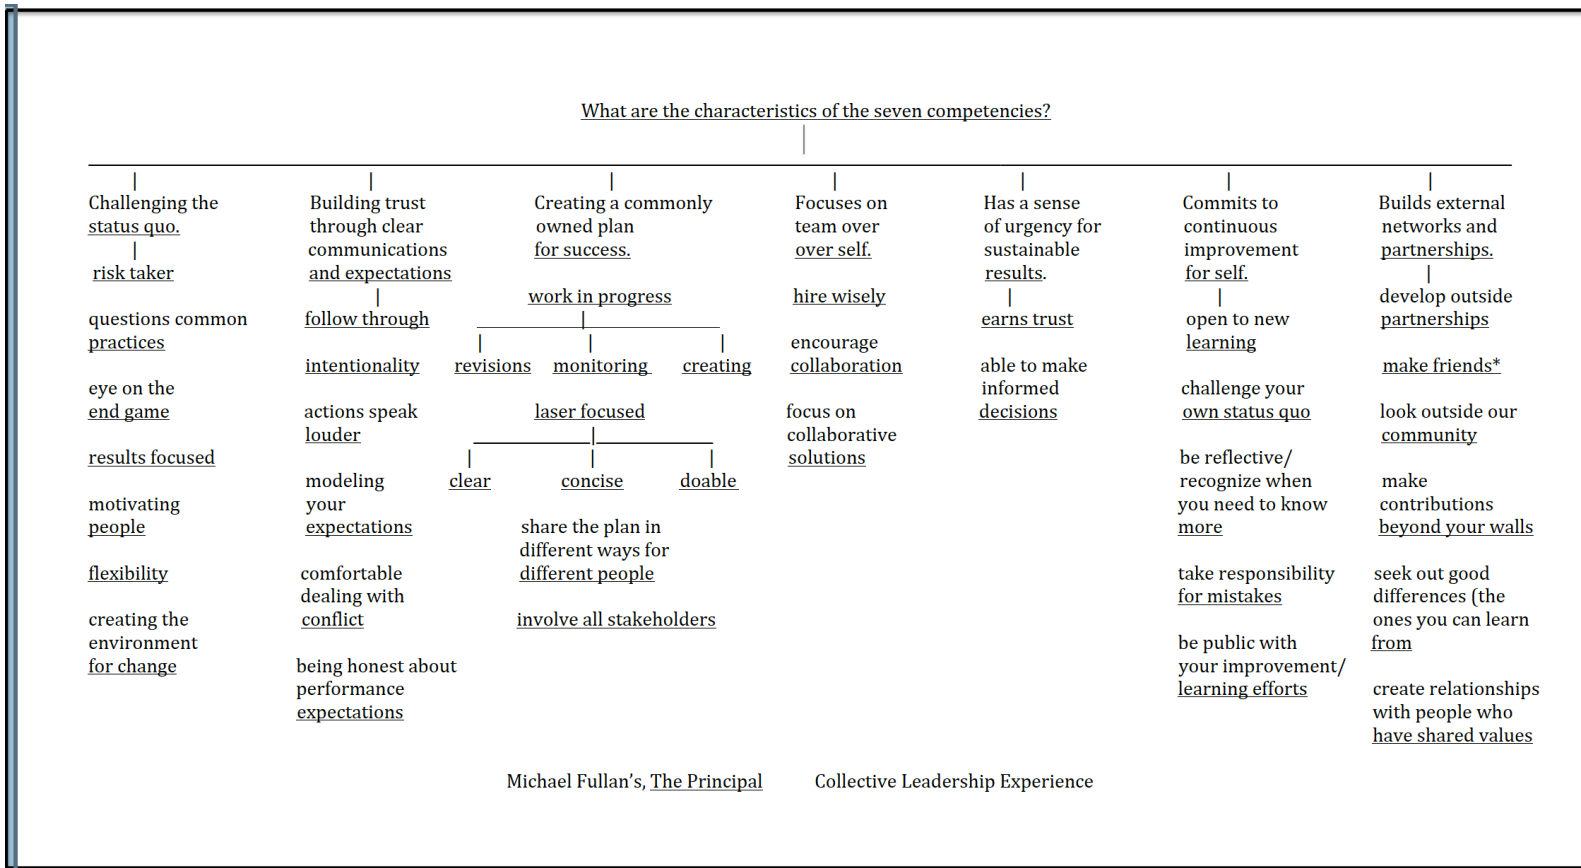 What are the characteristics of the seven competencies?
Challenging the
status quo.
risk taker
questions common
practices
eye on the
end game
results focused
motivating
people
flexibility
creating the
environment
for change
Building trust
through clear
communications
and expectations
follow through
intentionality
actions speak
louder
modeling
your
expectations
comfortable
dealing with
conflict
being honest about
performance
expectations
Creating a commonly
owned plan
for success.
work in progress
revisions monitoring creating
laser focused
clear concise doable
share the plan in
different ways for
different people
involve all stakeholders
Focuses on
team over
over self.
hire wisely
encourage
collaboration
focus on
collaborative
solutions
Has a sense
of urgency for
sustainable
results.
earns trust
able to make
informed
decisions
Commits to
continuous
improvement
for self.
open to new
learning
challenge your
own status quo
be reflective/
recognize when
you need to know
more
take responsibility
for mistakes
be public with
your improvement/
learning efforts
Builds external
networks and
partnerships.
develop outside
partnerships
make friends*
look outside our
community
make
contributions
beyond your walls
seek out good
differences (the
ones you can learn
from
create relationships
with people who
have shared values
Michael Fullan's, The Principal Collective Leadership Experience